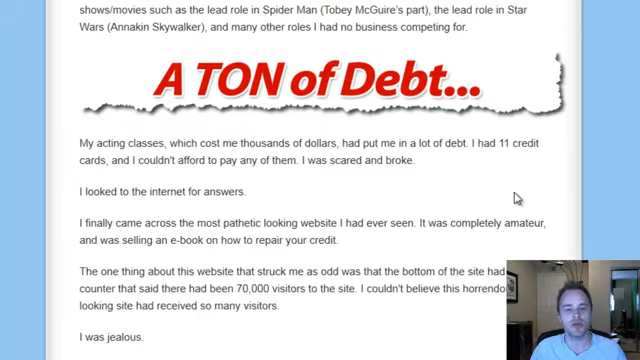 shows/movies such as the lead role in Spider Man (Tobey McGuire's part), the lead role in Star
Wars (Annakin Skywalker), and many other roles I had no business competing for.
A TON of Debt...
My acting classes, which cost me thousands of dollars, had put me in a lot of debt. I had 11 credit
cards, and I couldn't afford to pay any of them. I was scared and broke.
I looked to the internet for answers.
I finally came across the most pathetic looking website I had ever seen. It was completely amateur,
and was selling an e-book on how to repair your credit.
The one thing about this website that struck me as odd was that the bottom of the site had
counter that said there had been 70,000 visitors to the site. I couldn't believe this
looking site had received so many visitors.
I was jealous.